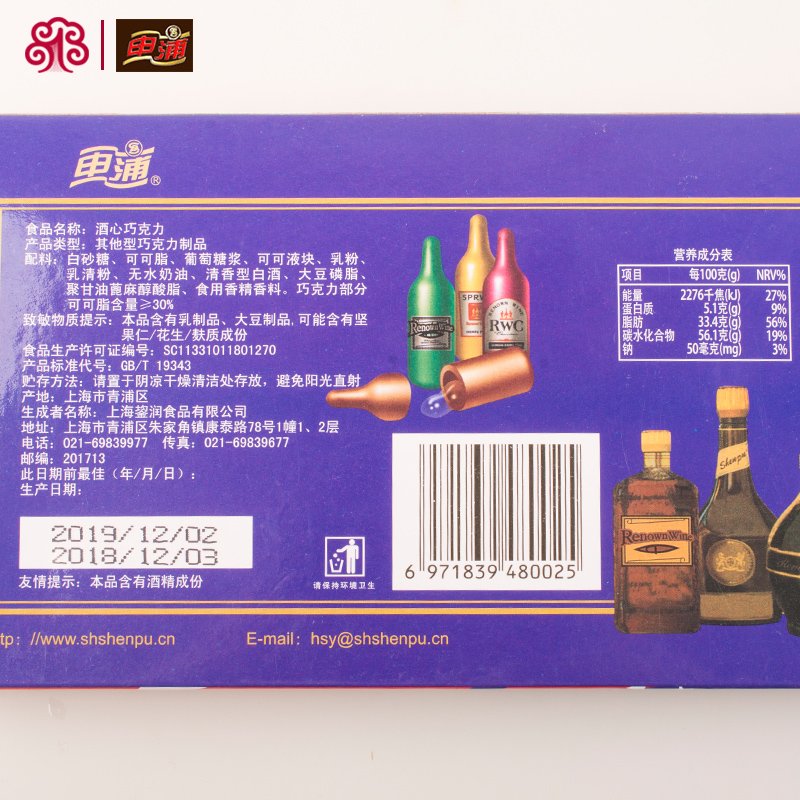 申浦
申浦®
食品名称：酒心巧克力
产品类型：其他型巧克力制品
配料：白砂糖、可可脂、葡萄糖浆、可可液块、乳粉、
乳清粉、无水奶油、清香型白酒、大豆磷脂、
聚甘油蓖麻醇酸脂、食用香精香料。巧克力部分
可可脂含量≥30%
致敏物质提示：本品含有乳制品、大豆制品,可能含有坚
果仁/花生/麸质成份
食品生产许可证编号：SC11331011801270
产品标准代号：GB/T 19343
贮存方法：请置于阴凉干燥清洁处存放，避免阳光直射
产地：上海市青浦区
生成者名称：上海鋆润食品有限公司
地址：上海市青浦区朱家角镇康泰路78号1幢1、2层
电话：021-69839977 传真：021-69839677
邮编：201713
此日期前最佳（年/月/日）：
生产日期：
2019/12/02
2018/12/03
友情提示：本品含有酒精成份
tp：//www.shshenpu.cn
E-mail：hsy@shshenpu.cn
请保持环境卫生
6 971839 480025
SPRW
Renown Wine
RENOWN WINE
RWC
营养成分表
项目 每100克(g) NRV%
能量 2276千焦(kJ) 27%
蛋白质 5.1克(g) 9%
脂肪 33.4克(g) 56%
碳水化合物 56.1克(g) 19%
钠 50毫克(mg) 3%
Shenpu
Renown Wine